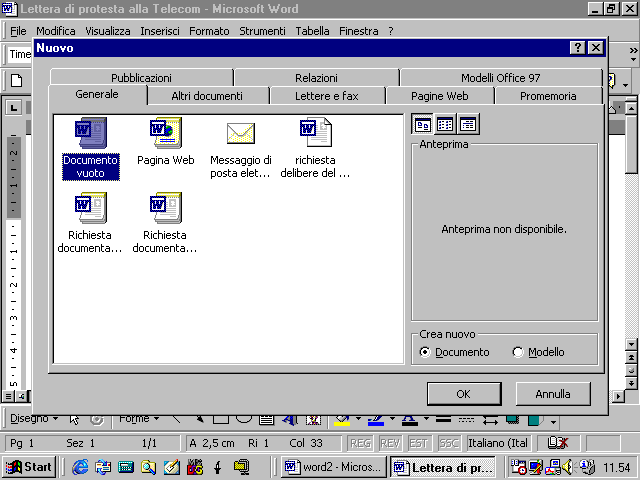 Lettera di protesta alla Telecom - Microsoft Word
File Modifica Visualizza Inserisci Formato Strumenti Tabella Finestra ?
Time
Nuovo
Pubblicazioni Relazioni Modelli Office 97
Generale Altri documenti Lettere e fax Pagine Web Promemoria
Documento
vuoto
Pagina Web
Messaggio di
posta elet...
richiesta
delibere del ...
Richiesta
documenta...
Richiesta
documenta...
Anteprima
Anteprima non disponibile.
Crea nuovo
Documento Modello
OK Annulla
Disegno Forme
Pg 1 Sez 1 1/1 A 2,5 cm Ri 1 Col 33 REG REV EST SSC Italiano (Ital
Start word2 - Micros... Lettera di pr... 11.54